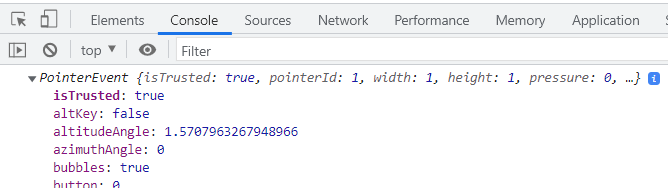 Elements Console Sources Network Performance Memory Application
top Filter
PointerEvent {isTrusted: true, pointerId: 1, width: 1, height: 1, pressure: 0, …} i
isTrusted: true
altKey: false
altitudeAngle: 1.5707963267948966
azimuthAngle: 0
bubbles: true
button: 0